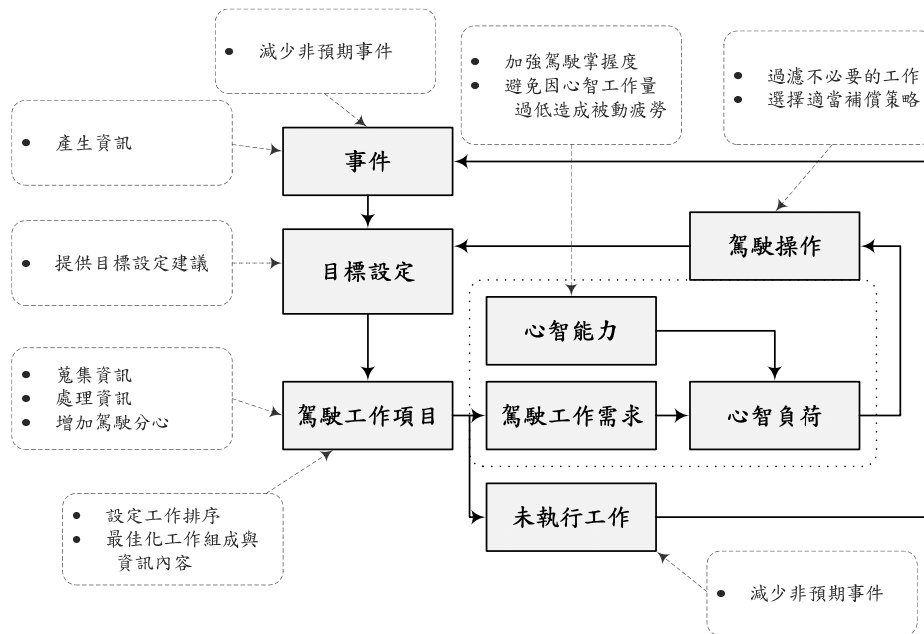 • 減少非預期事件
• 加強駕駛掌握度
• 避免因心智工作量
過低造成被動疲勞
• 過濾不必要的工作
• 選擇適當補償策略
• 產生資訊
事件
• 提供目標設定建議
目標設定
駕駛操作
心智能力
• 蒐集資訊
• 處理資訊
• 增加駕駛分心
駕駛工作項目
駕駛工作需求
心智負荷
• 設定工作排序
• 最佳化工作組成與
資訊內容
未執行工作
• 減少非預期事件